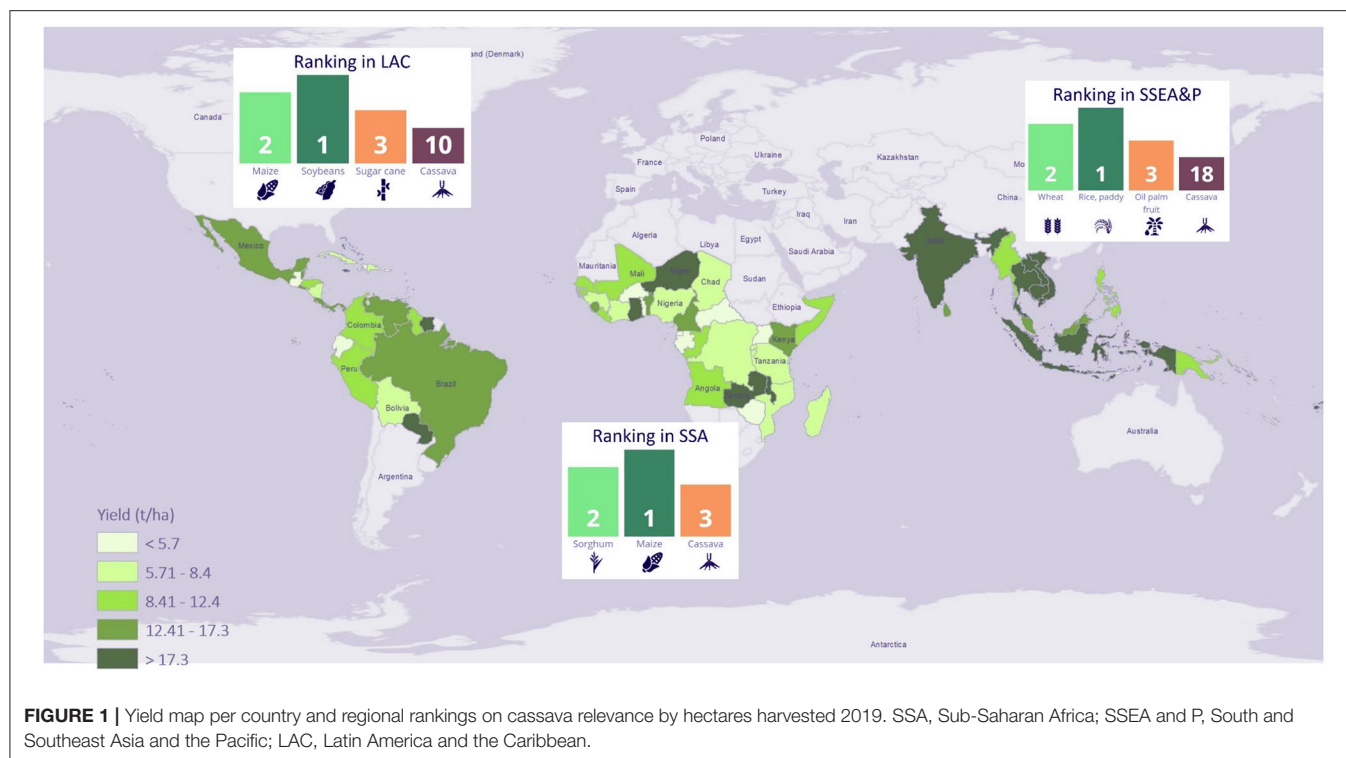 and (Denmark)
Ranking in LAC
2
1
3
10
Maize
Soybeans
Sugar cane
Cassava
Ranking in SSEA&P
2
1
3
18
Wheat
Rice, paddy
Oil palm
fruit
Cassava
Canada
Poland
Ukraine
France
Kazakhstan
Mo
Spain
Turkey
China
Iraq
Iran
Algeria
Libya
Egypt
Saudi Arabia
Mexico
Mauritania
Mali
Niger
Chad
Sudan
India
Nigeria
Ethiopia
Colombia
Kenya
Peru
Brazil
Tanzania
Angola
Bolivia
Australia
Argentina
Ranking in SSA
2
1
3
Sorghum
Maize
Cassava
Yield (t/ha)
< 5.7
5.71 - 8.4
8.41 - 12.4
12.41 - 17.3
> 17.3
Antarctica
FIGURE 1 | Yield map per country and regional rankings on cassava relevance by hectares harvested 2019. SSA, Sub-Saharan Africa; SSEA and P, South and
Southeast Asia and the Pacific; LAC, Latin America and the Caribbean.